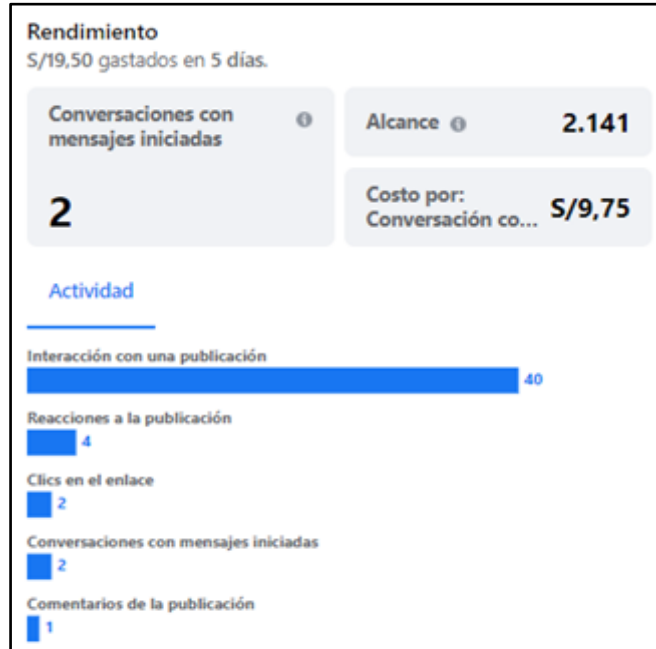 Rendimiento
S/19,50 gastados en 5 días.
Conversaciones con
mensajes iniciadas
2
Alcance
2.141
Costo por:
Conversación co...
S/9,75
Actividad
Interacción con una publicación
40
Reacciones a la publicación
4
Clics en el enlace
2
Conversaciones con mensajes iniciadas
2
Comentarios de la publicación
1